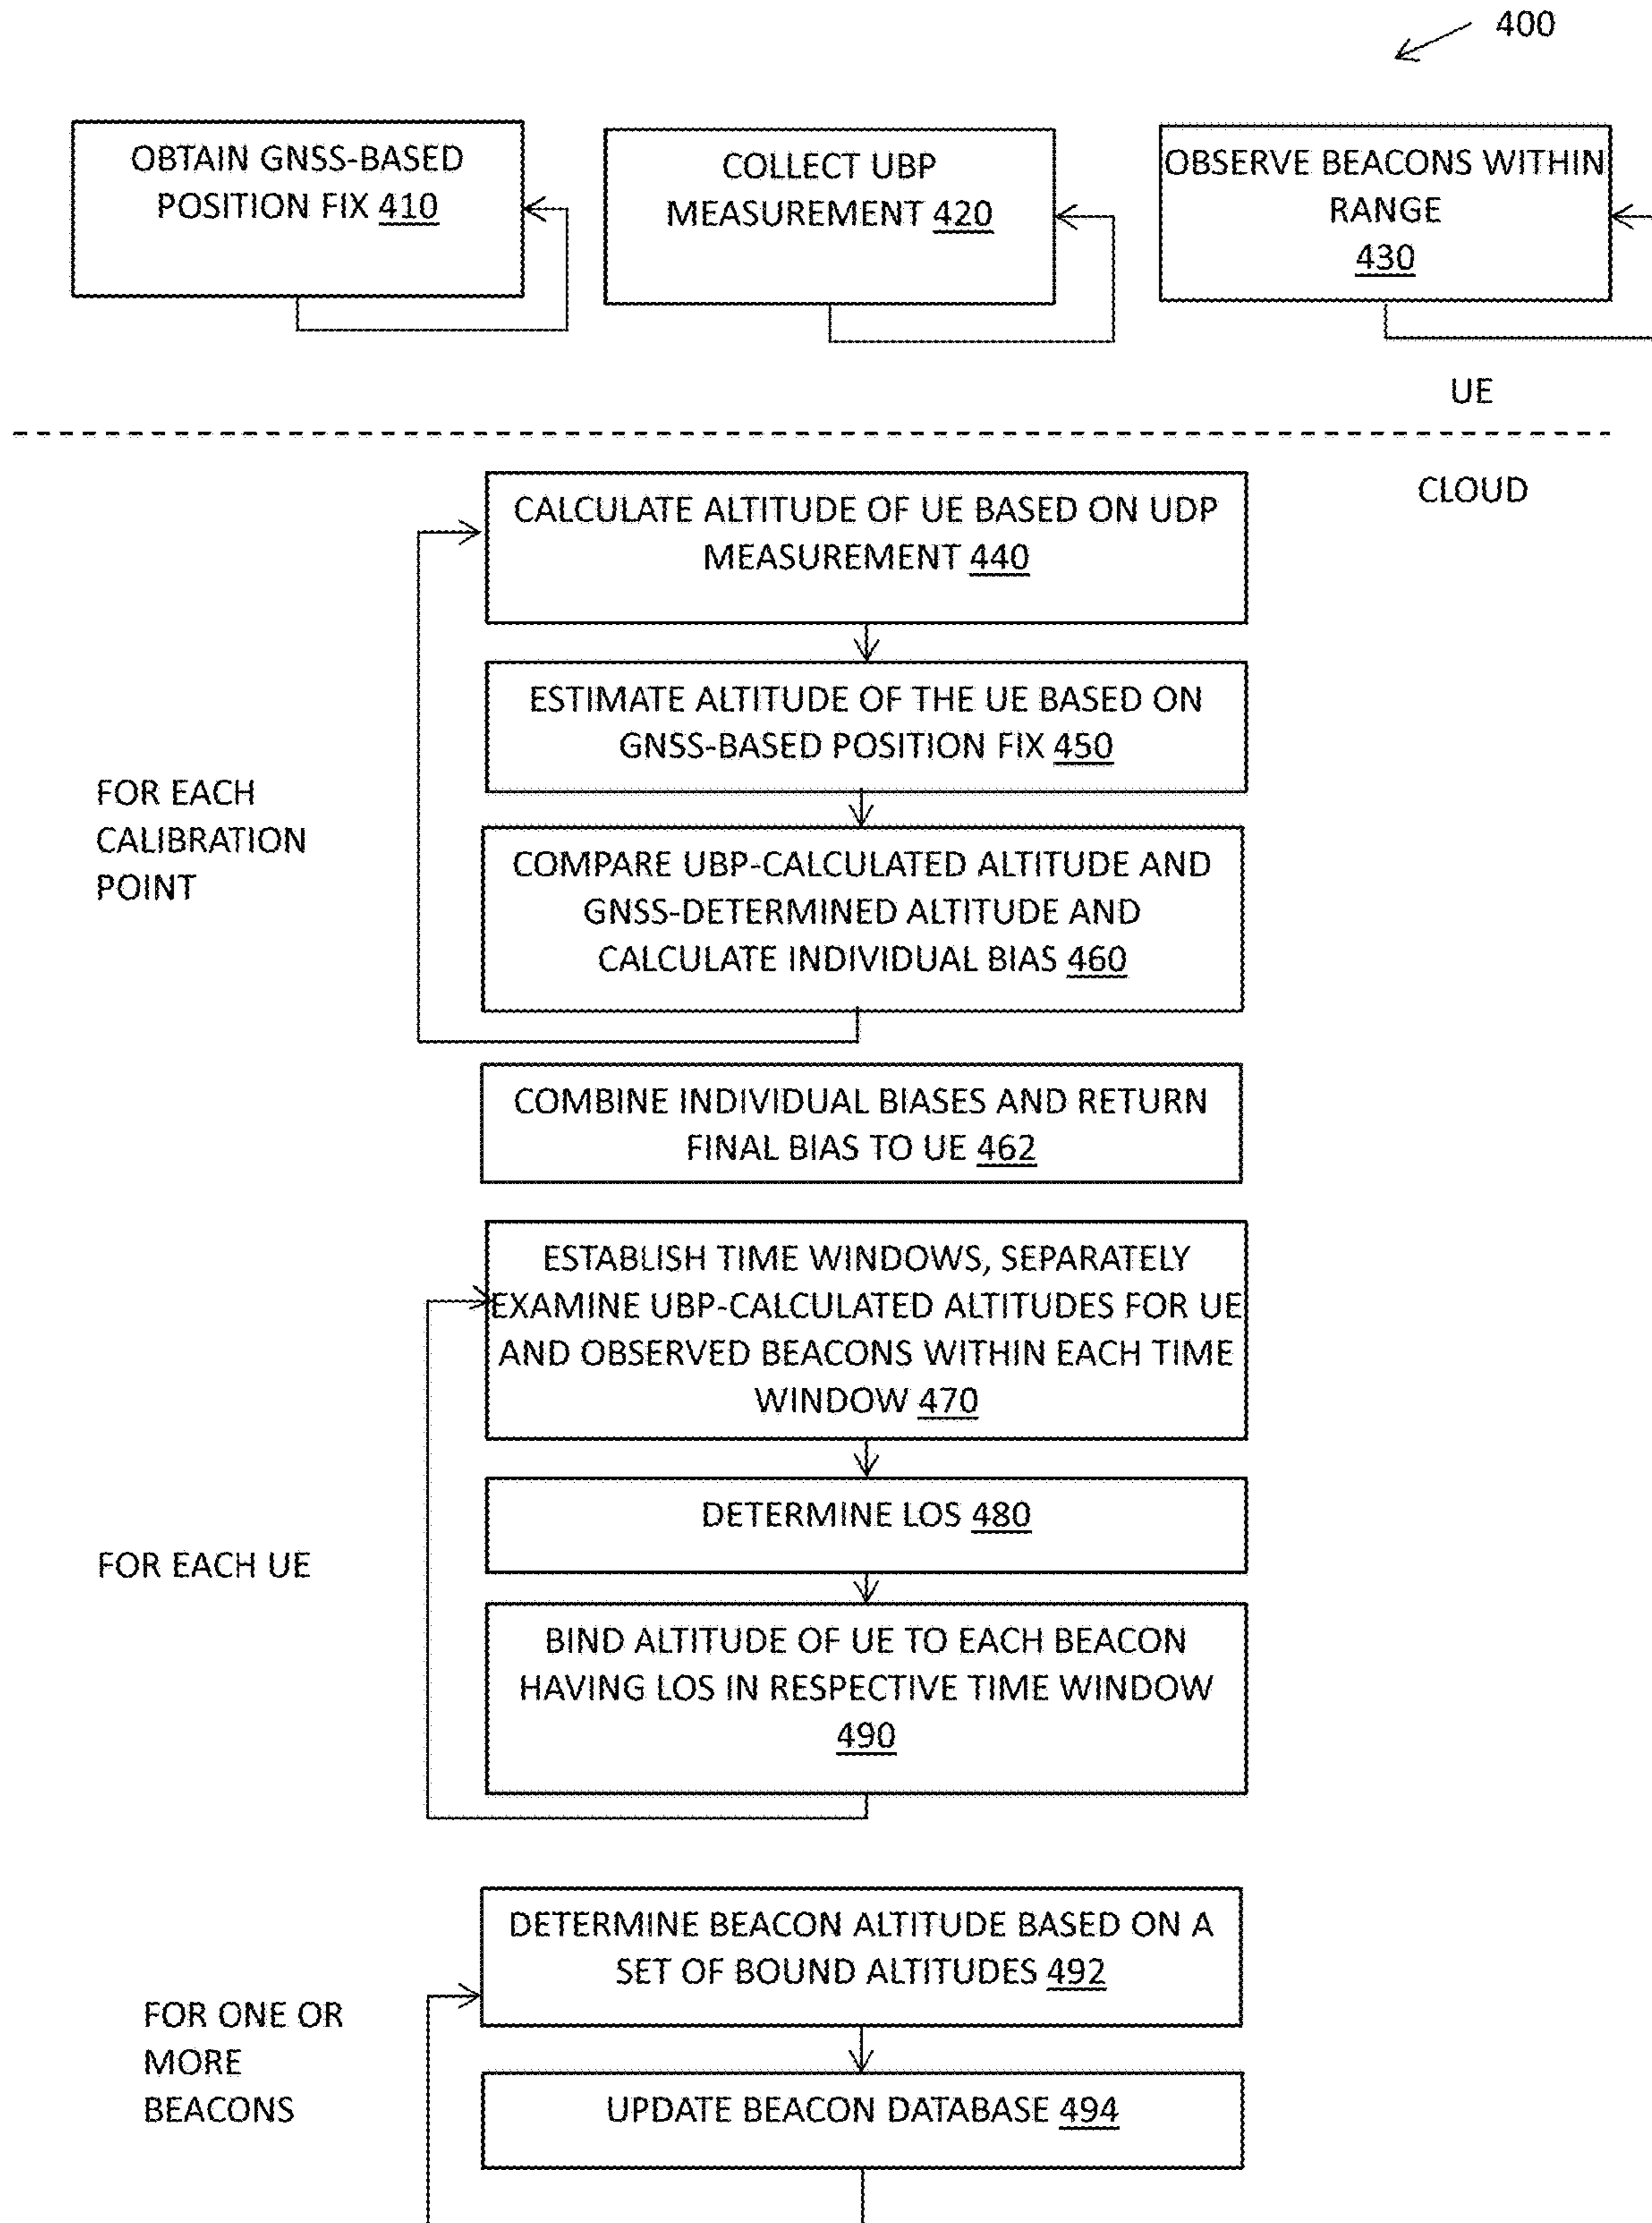 400
OBTAIN GNSS-BASED
POSITION FIX 410
COLLECT UBP
MEASUREMENT 420
OBSERVE BEACONS WITHIN
RANGE
430
UE
CLOUD
CALCULATE ALTITUDE OF UE BASED ON UDP
MEASUREMENT 440
ESTIMATE ALTITUDE OF THE UE BASED ON
GNSS-BASED POSITION FIX 450
FOR EACH
CALIBRATION
POINT
COMPARE UBP-CALCULATED ALTITUDE AND
GNSS-DETERMINED ALTITUDE AND
CALCULATE INDIVIDUAL BIAS 460
COMBINE INDIVIDUAL BIASES AND RETURN
FINAL BIAS TO UE 462
ESTABLISH TIME WINDOWS, SEPARATELY
EXAMINE UBP-CALCULATED ALTITUDES FOR UE
AND OBSERVED BEACONS WITHIN EACH TIME
WINDOW 470
DETERMINE LOS 480
FOR EACH UE
BIND ALTITUDE OF UE TO EACH BEACON
HAVING LOS IN RESPECTIVE TIME WINDOW
490
DETERMINE BEACON ALTITUDE BASED ON A
SET OF BOUND ALTITUDES 492
FOR ONE OR
MORE
BEACONS
UPDATE BEACON DATABASE 494